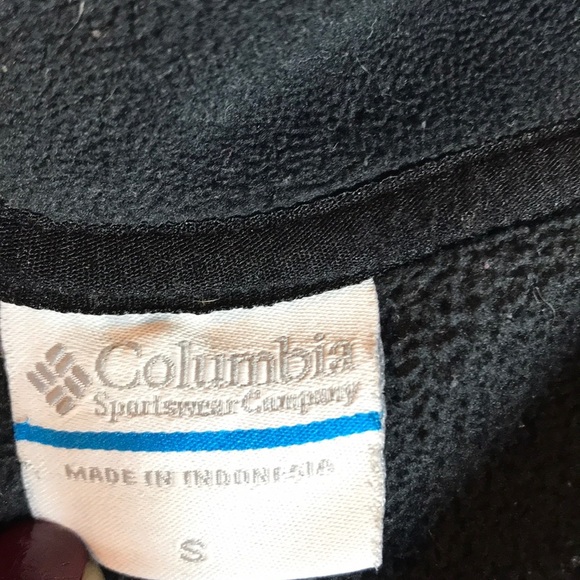 Columbia
Sportswear Company
MADE IN INDONESIA
S